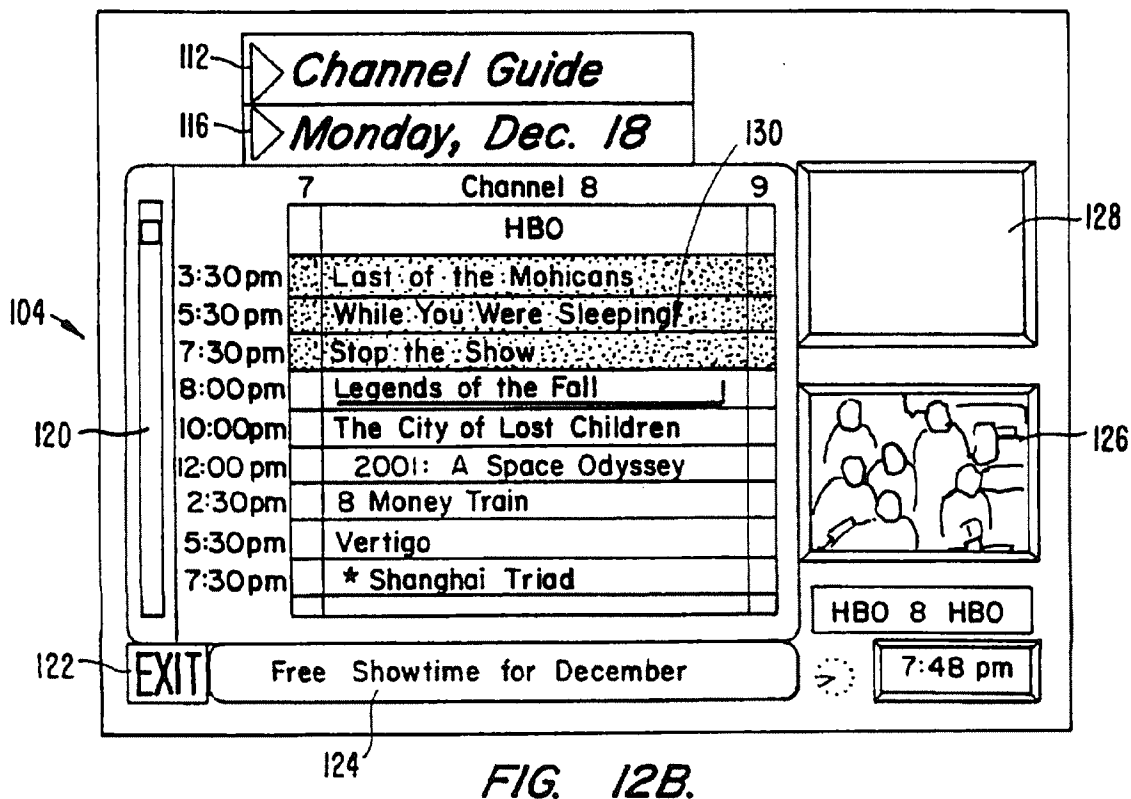 112 Channel Guide
116 Monday, Dec. 18
130
7 Channel 8 9
HBO
128
3:30pm Last of the Mohicans
104 5:30 pm While You Were Sleeping
7:30pm Stop the Show
8:00pm Legends of the Fall
120 10:00pm The City of Lost Children 126
12:00 pm 2001: A Space Odyssey
2:30pm 8 Money Train
5:30pm Vertigo
7:30pm * Shanghai Triad
HBO 8 HBO
122 EXIT Free Showtime for December 7:48 pm
124
FIG. 12B.